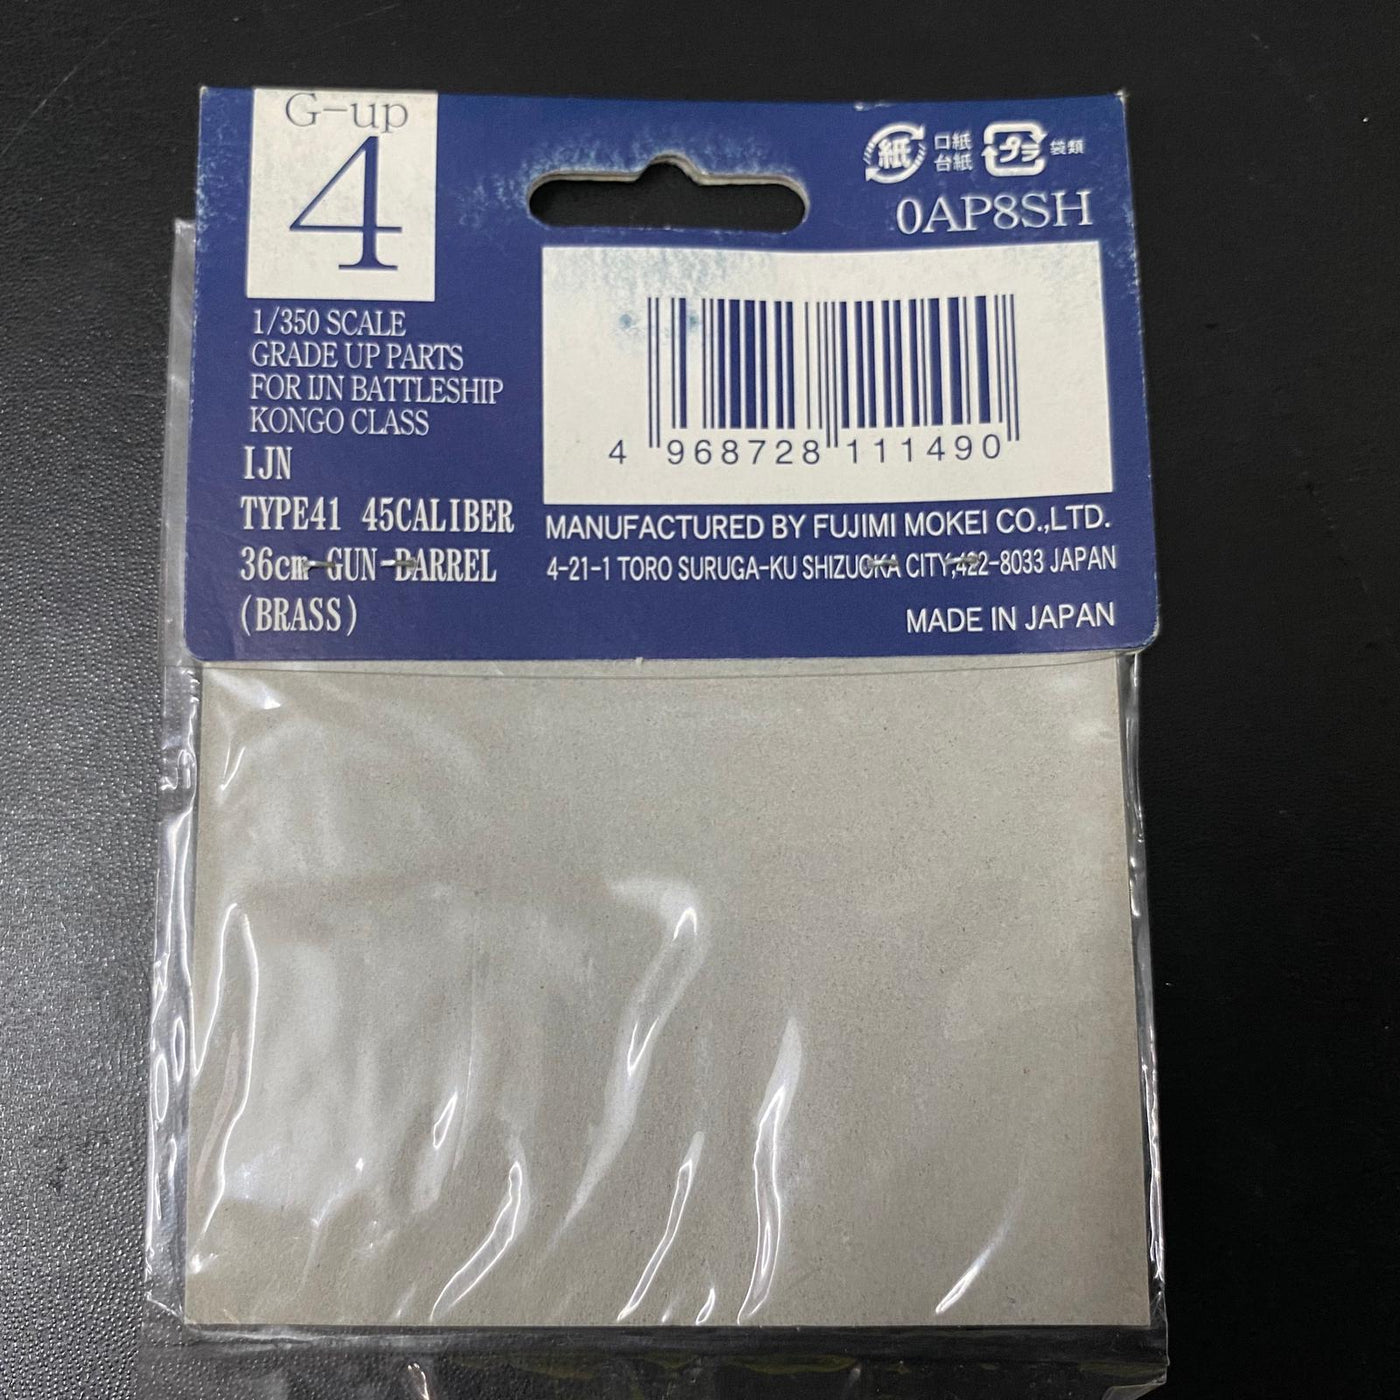 G-up
4
1/350 SCALE
GRADE UP PARTS
FOR IJN BATTLESHIP
KONGO CLASS
IJN
TYPE41 45CALIBER
36cm GUN-BARREL
(BRASS)
紙
口紙
台紙
プラ
袋類
0AP8SH
4 968728 111490
MANUFACTURED BY FUJIMI MOKEI CO.,LTD.
4-21-1 TORO SURUGA-KU SHIZUOKA CITY,422-8033 JAPAN
MADE IN JAPAN